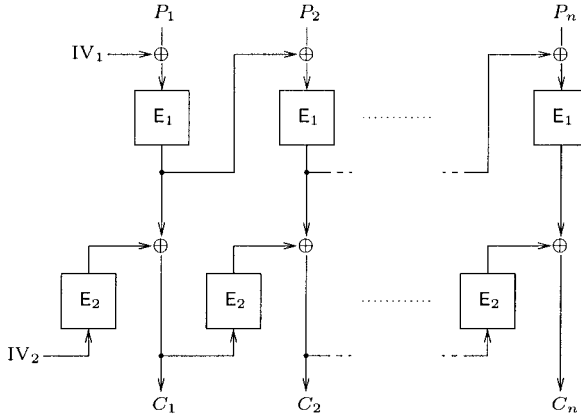 P₁ P₂ Pₙ
IV₁
E₁ E₁ E₁
E₂ E₂ E₂
IV₂
C₁ C₂ Cₙ